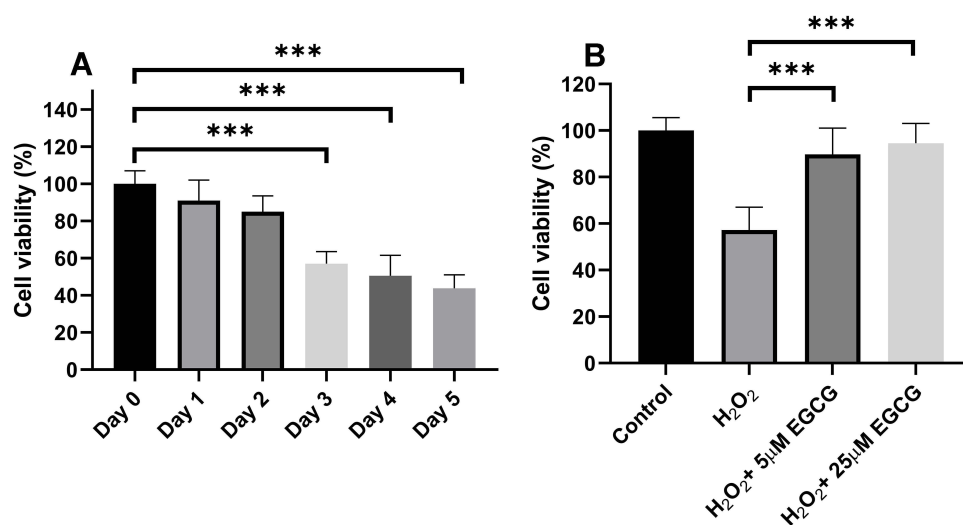 A
***
***
***
Cell viability (%)
140
120
100
80
60
40
20
0
Day 0
Day 1
Day 2
Day 3
Day 4
Day 5
B
***
***
Cell viability (%)
120
100
80
60
40
20
0
Control
H₂O₂
H₂O₂+ 5μM EGCG
H₂O₂+ 25μM EGCG